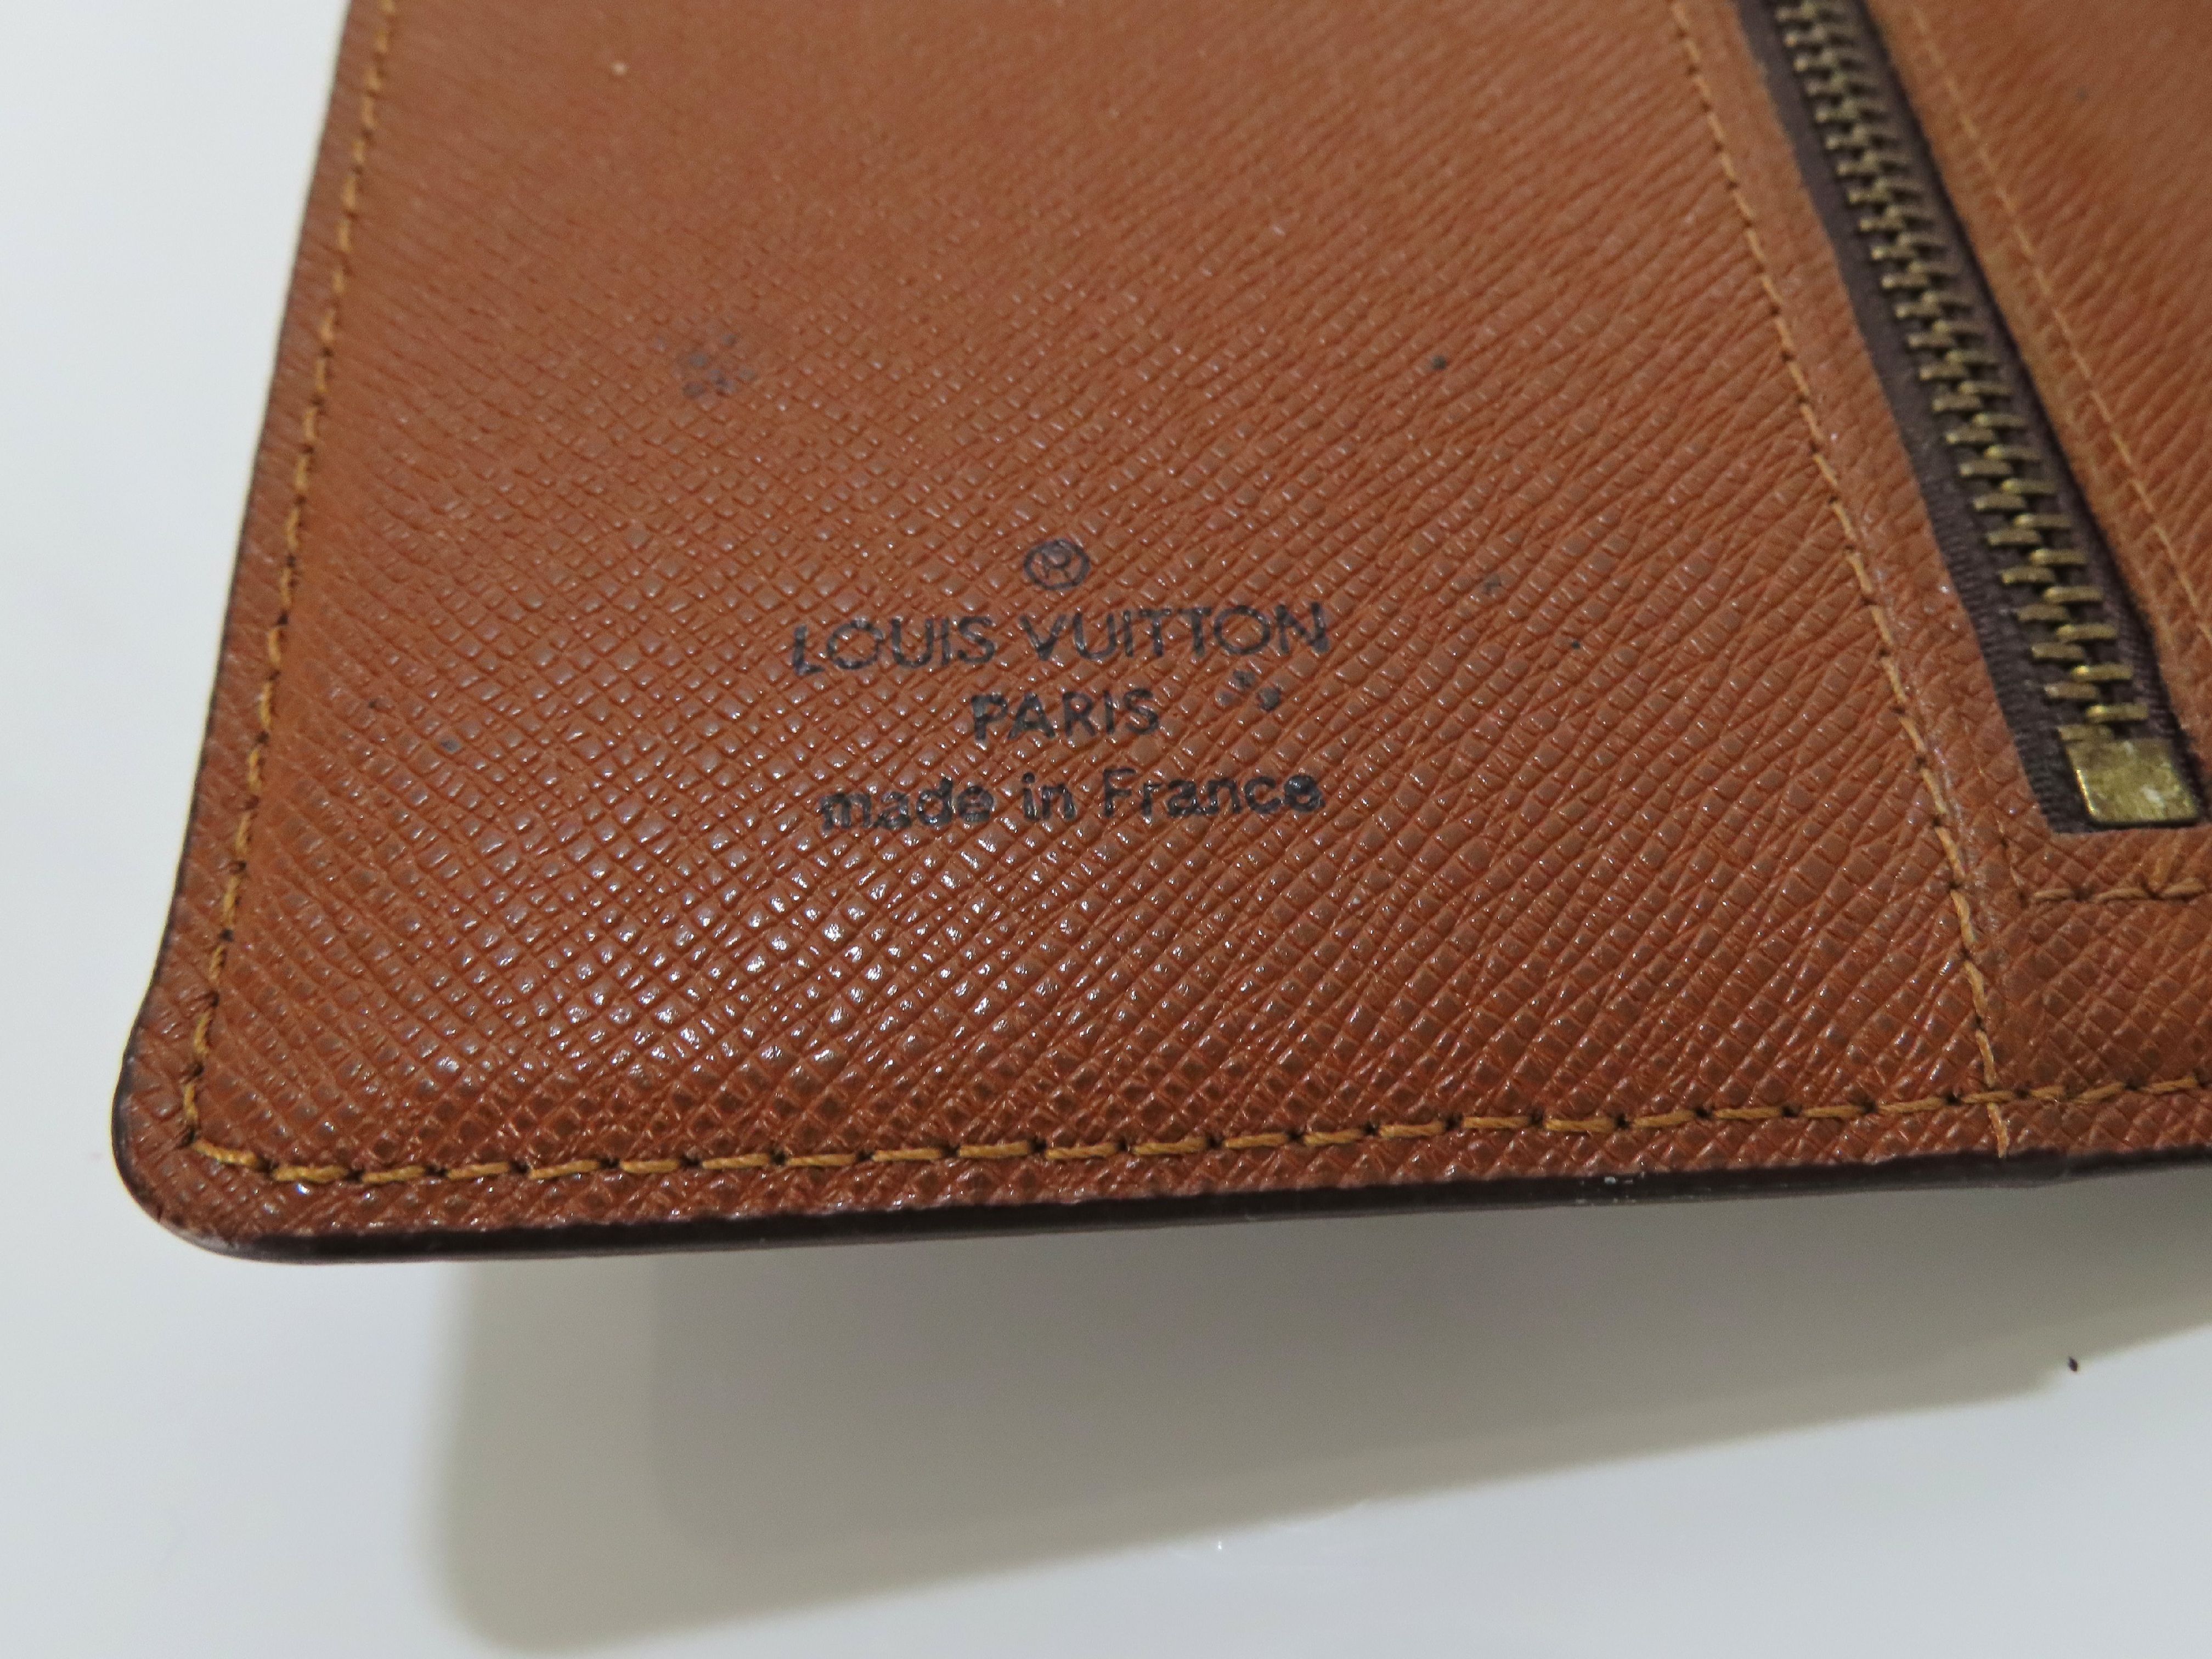 ®
LOUIS VUITTON
PARIS
made in France